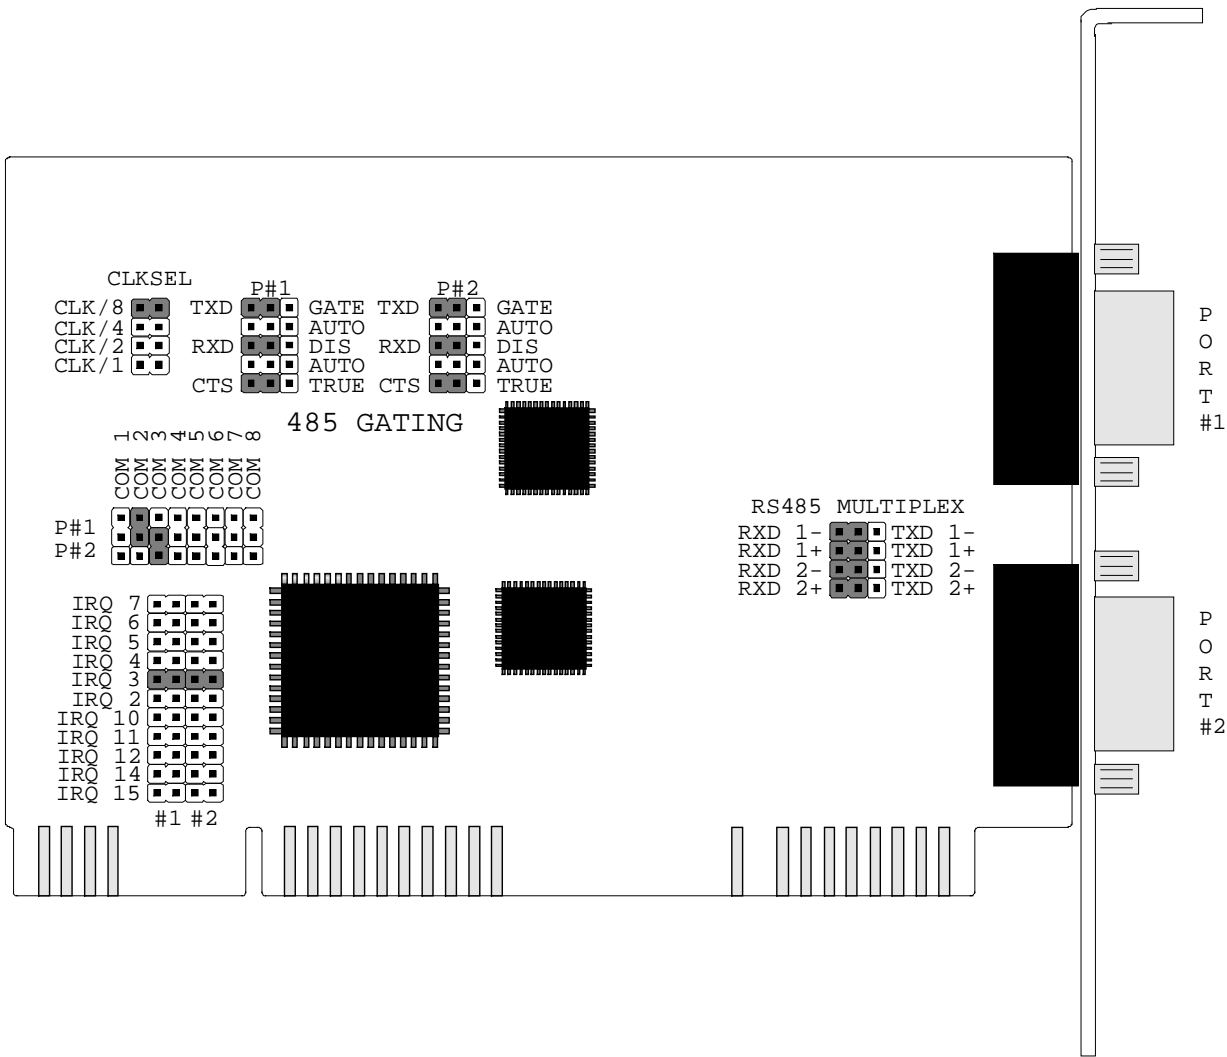 CLKSEL
P#1
P#2
CLK/8
TXD
GATE
TXD
GATE
CLK/4
AUTO
AUTO
CLK/2
RXD
DIS
RXD
DIS
CLK/1
AUTO
AUTO
CTS
TRUE
CTS
TRUE
485 GATING
COM 1
COM 2
COM 3
COM 4
COM 5
COM 6
COM 7
COM 8
P#1
P#2
RS485 MULTIPLEX
RXD 1-
TXD 1-
RXD 1+
TXD 1+
RXD 2-
TXD 2-
RXD 2+
TXD 2+
IRQ 7
IRQ 6
IRQ 5
IRQ 4
IRQ 3
IRQ 2
IRQ 10
IRQ 11
IRQ 12
IRQ 14
IRQ 15
#1 #2
PORT #1
PORT #2